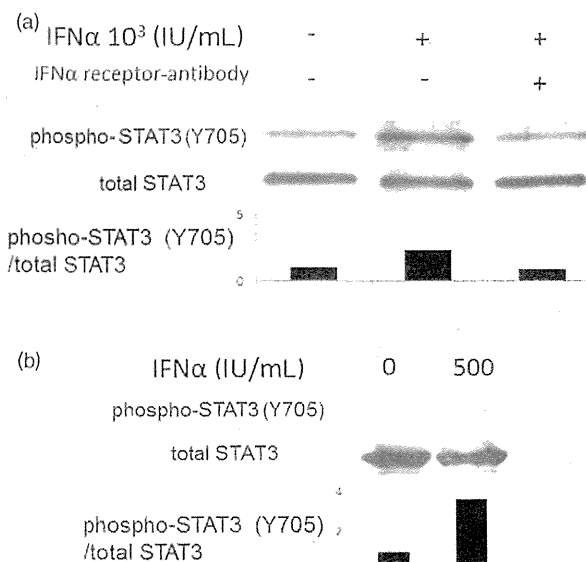 (a) IFNα 10³ (IU/mL) - + +
IFNα receptor-antibody - - +
phospho-STAT3(Y705)
total STAT3
5
phosho-STAT3 (Y705)
/total STAT3
0
(b) IFNα (IU/mL) 0 500
phospho-STAT3(Y705)
total STAT3
4
phospho-STAT3 (Y705) 2
/total STAT3